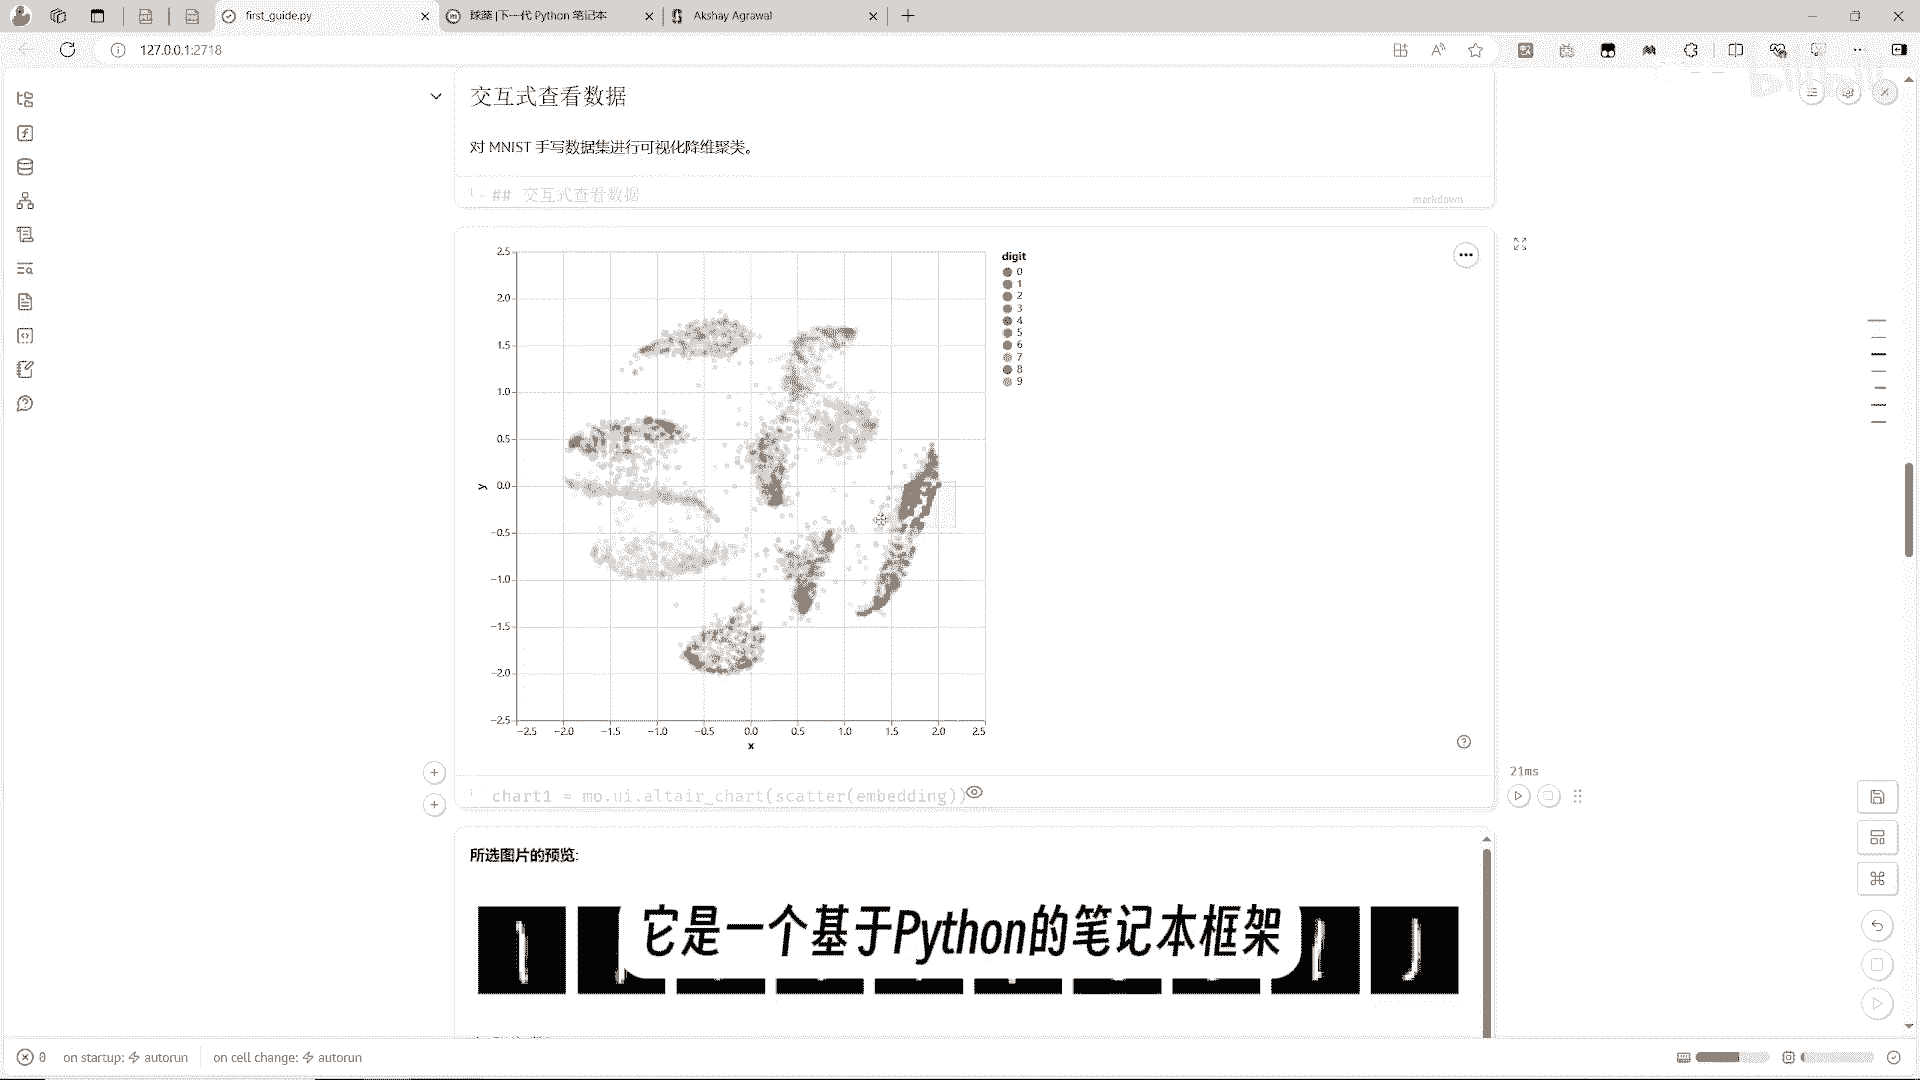 first_guide.py
球藻 | 下一代 Python 笔记本
Akshay Agrawal
127.0.0.1:2718
交互式查看数据
对 MNIST 手写数据集进行可视化降维聚类。
## 交互式查看数据
markdown
2.5
2.0
1.5
1.0
0.5
0.0
−0.5
−1.0
−1.5
−2.0
−2.5
y
−2.5 −2.0 −1.5 −1.0 −0.5 0.0 0.5 1.0 1.5 2.0 2.5
x
digit
0
1
2
3
4
5
6
7
8
9
21ms
chart1 = mo.ui.altair_chart(scatter(embedding))
所选图片的预览:
它是一个基于Python的笔记本框架
0 on startup: autorun on cell change: autorun